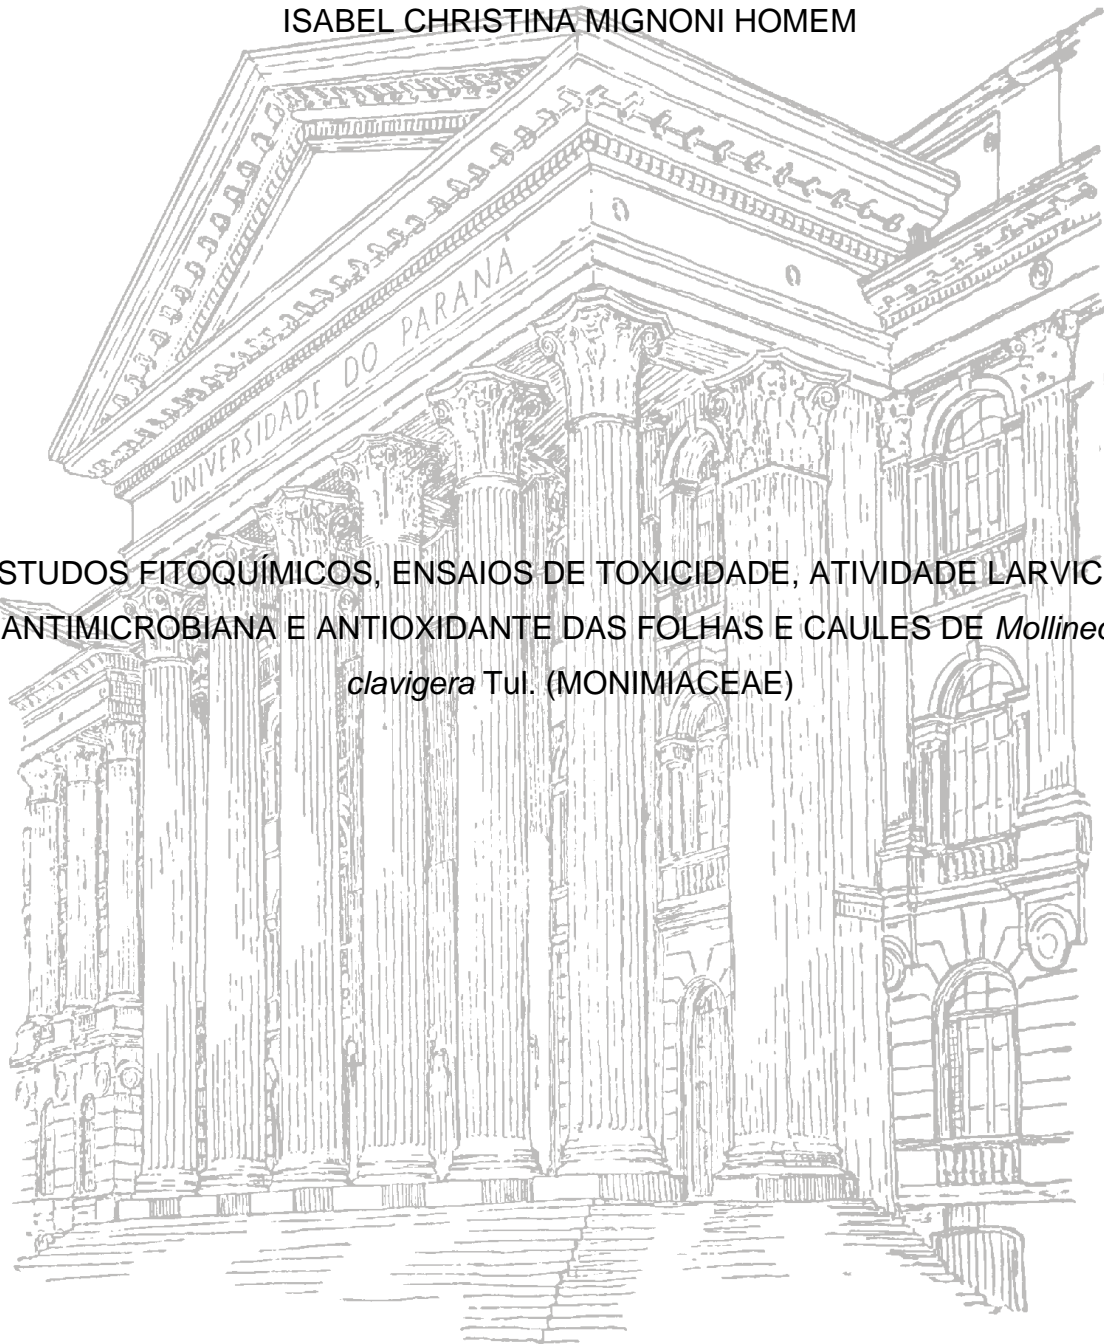 ISABEL CHRISTINA MIGNONI HOMEM
UNIVERSIDADE DO PARANÁ
STUDOS FITOQUÍMICOS, ENSAIOS DE TOXICIDADE, ATIVIDADE LARVIC
ANTIMICROBIANA E ANTIOXIDANTE DAS FOLHAS E CAULES DE Mollinec
clavigera Tul. (MONIMIACEAE)